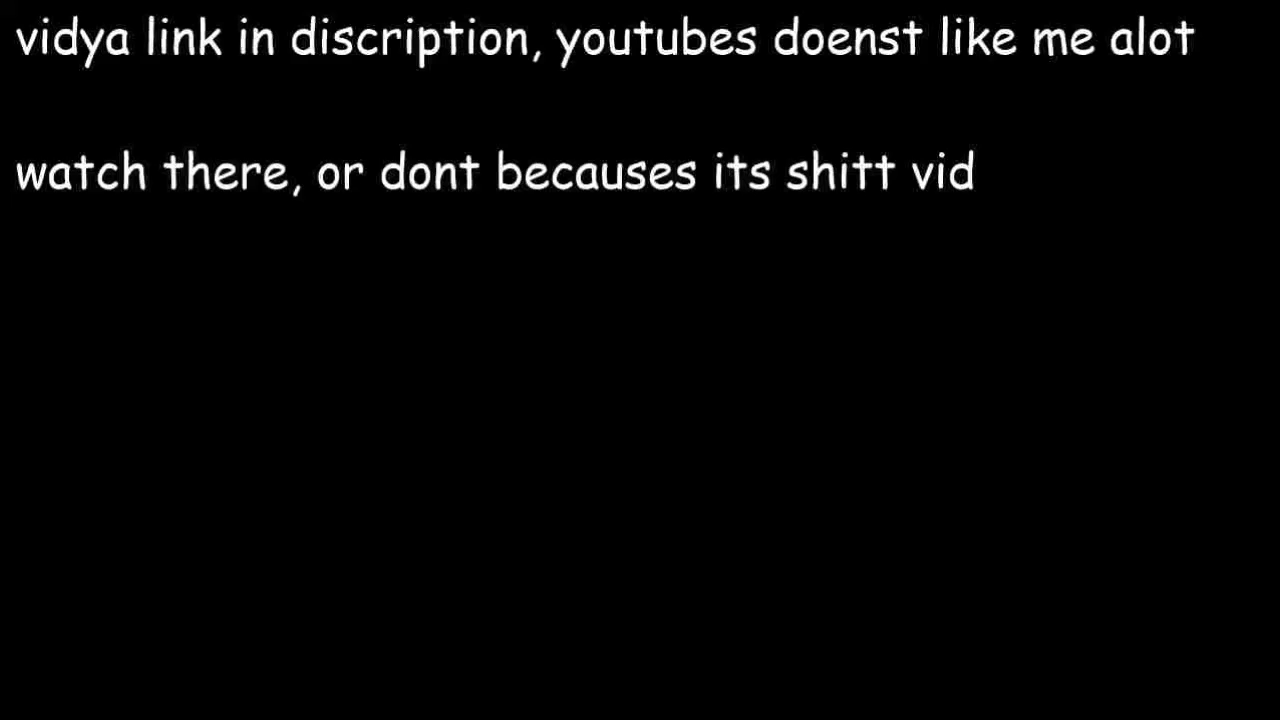 vidya link in discription, youtubes doenst like me alot
watch there, or dont becauses its shitt vid